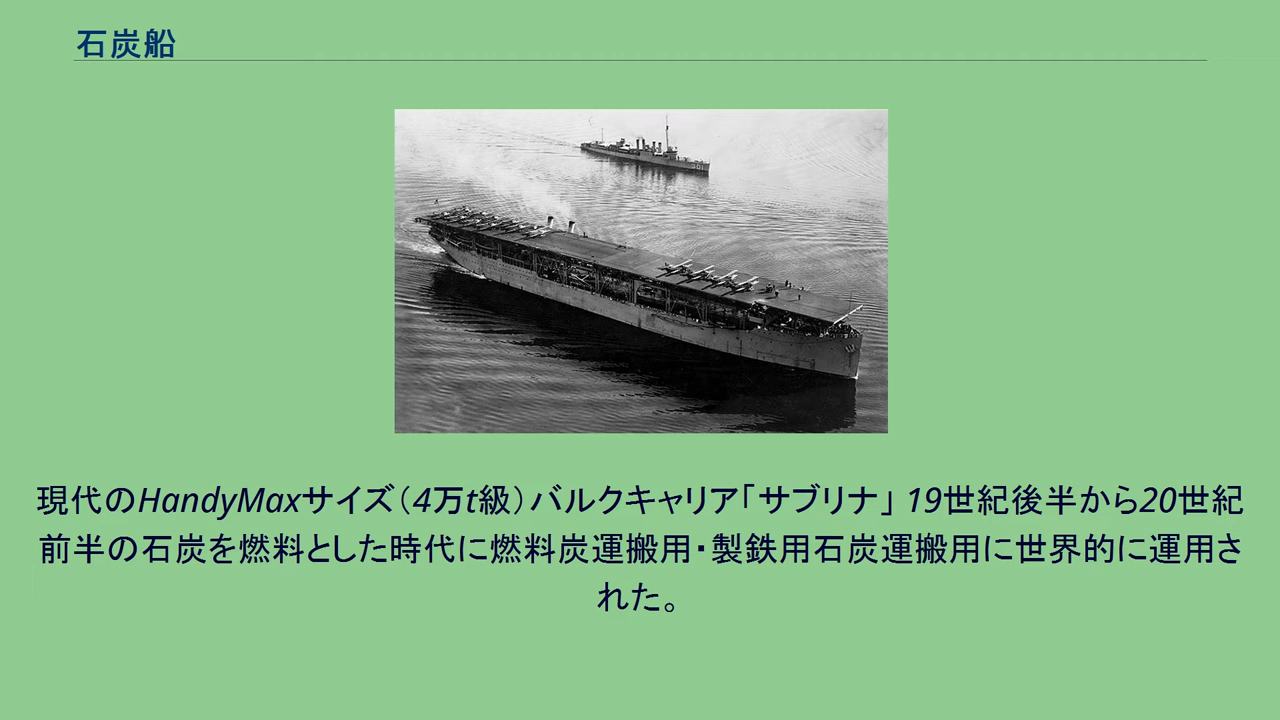 石炭船
301
現代のHandyMaxサイズ（4万t級）バルクキャリア「サブリナ」 19世紀後半から20世紀
前半の石炭を燃料とした時代に燃料炭運搬用・製鉄用石炭運搬用に世界的に運用さ
れた。